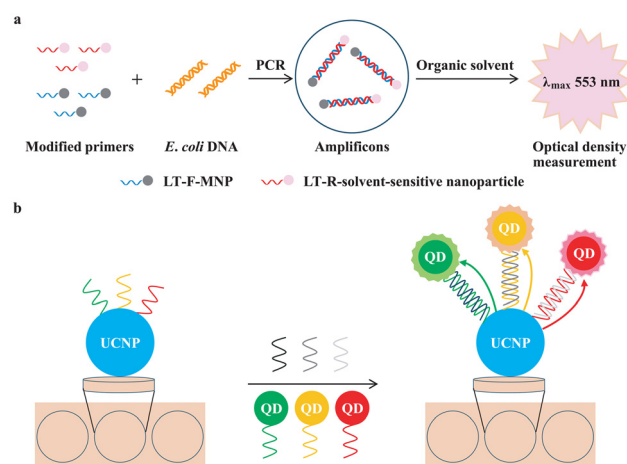 a
PCR
Organic solvent
λmax 553 nm
+
Modified primers
E. coli DNA
Amplificons
Optical density
measurement
LT-F-MNP
LT-R-solvent-sensitive nanoparticle
b
QD
QD
QD
UCNP
UCNP
QD
QD
QD